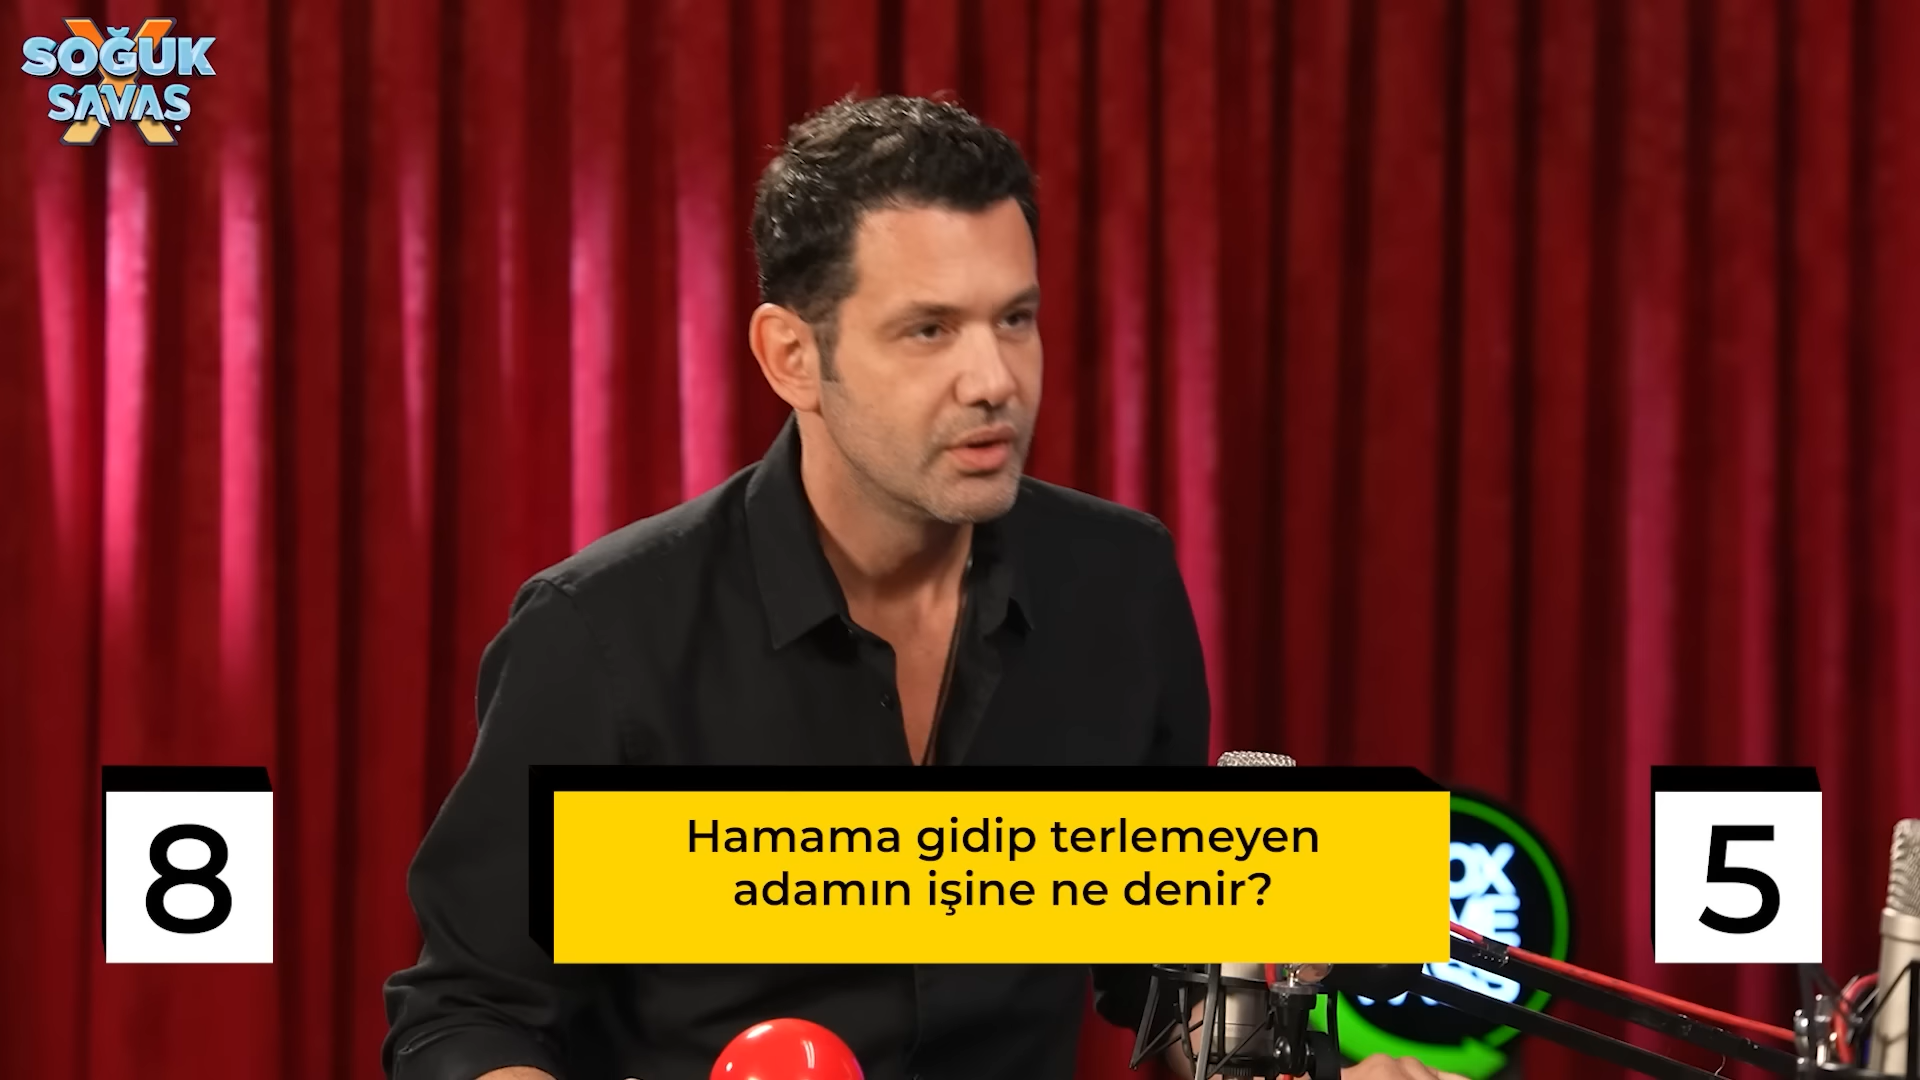 SOĞUK
SAVAŞ
8
Hamama gidip terlemeyen
adamın işine ne denir?
5